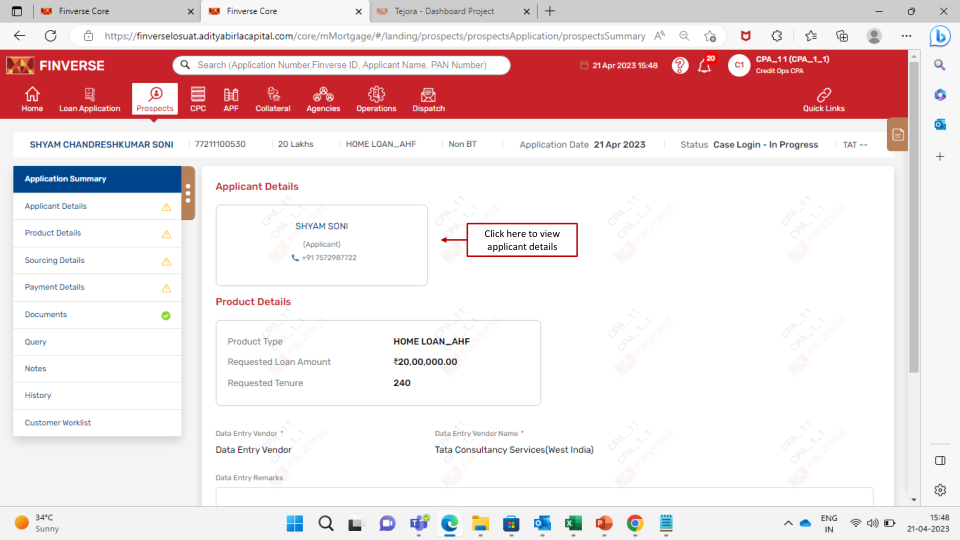 Finverse Core
Finverse Core
Tejora - Dashboard Project
https://finverselosuat.adityabirlacapital.com/core/mMortgage/#/landing/prospects/prospectsApplication/prospectsSummary
FINVERSE
Search (Application Number,Finverse ID, Applicant Name, PAN Number)
21 Apr 2023 15:48
20
C1
CPA_1 1 (CPA_1_1)
Credit Ops CPA
Home
Loan Application
Prospects
CPC
APF
Collateral
Agencies
Operations
Dispatch
Quick Links
SHYAM CHANDRESHKUMAR SONI
77211100530
20 Lakhs
HOME LOAN_AHF
Non BT
Application Date 21 Apr 2023
Status Case Login - In Progress
TAT --
Application Summary
Applicant Details
Product Details
Sourcing Details
Payment Details
Documents
Query
Notes
History
Customer Worklist
Applicant Details
SHYAM SONI
(Applicant)
+91 7572987722
Click here to view
applicant details
Product Details
Product Type HOME LOAN_AHF
Requested Loan Amount ₹20,00,000.00
Requested Tenure 240
Data Entry Vendor *
Data Entry Vendor
Data Entry Vendor Name *
Tata Consultancy Services(West India)
Data Entry Remarks
CPA_11
CPA_1_1
FINVERSE
34°C
Sunny
ENG
IN
15:48
21-04-2023